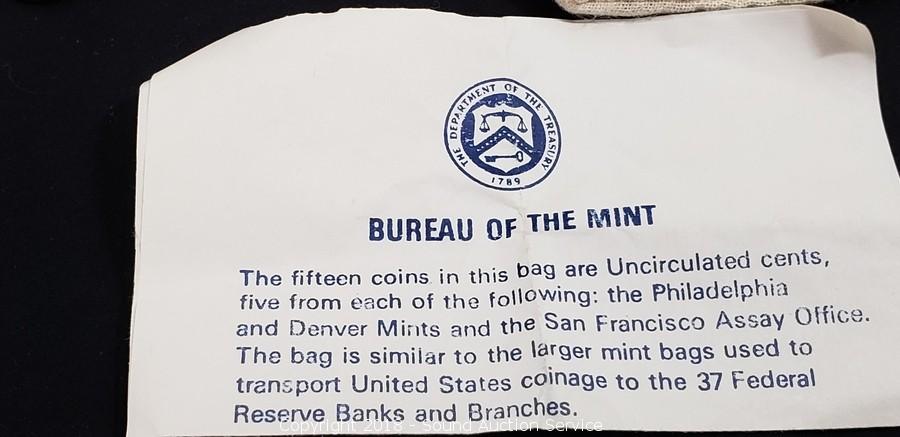 THE DEPARTMENT OF THE TREASURY
1789
BUREAU OF THE MINT
The fifteen coins in this bag are Uncirculated cents,
five from each of the following: the Philadelphia
and Denver Mints and the San Francisco Assay Office.
The bag is similar to the larger mint bags used to
transport United States coinage to the 37 Federal
Reserve Banks and Branches.
Copyright 2018 - Sound Auction Service